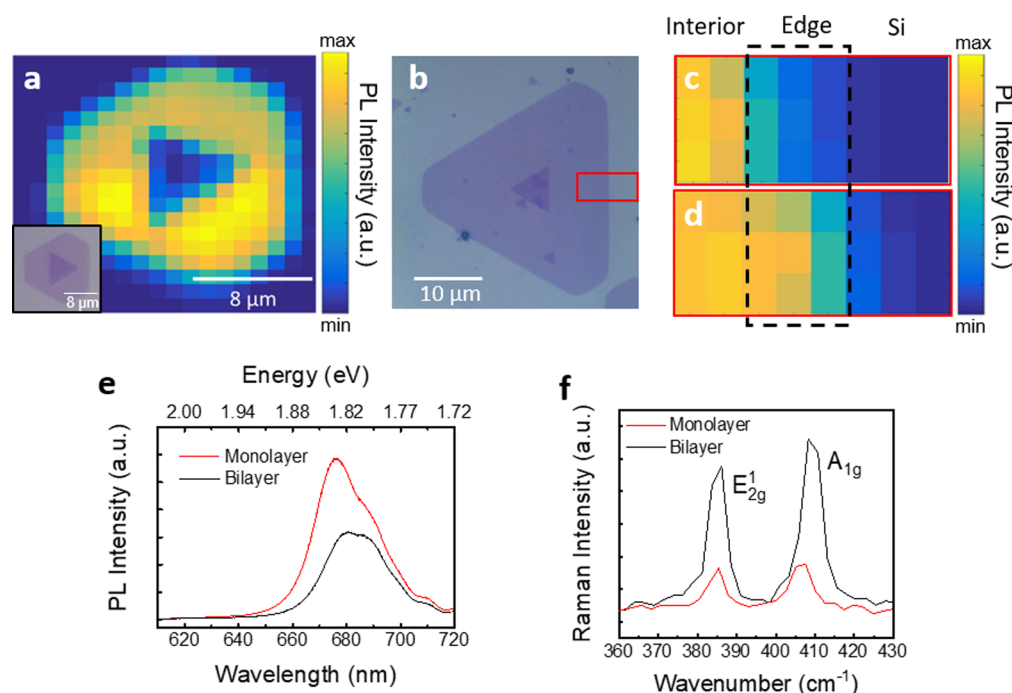 Interior Edge Si
max
a
PL Intensity (a.u.)
8 μm
8 μm
min
b
10 μm
c
d
max
PL Intensity (a.u.)
min
e
Energy (eV)
2.00 1.94 1.88 1.82 1.77 1.72
PL Intensity (a.u.)
Monolayer
Bilayer
620 640 660 680 700 720
Wavelength (nm)
f
Raman Intensity (a.u.)
Monolayer
Bilayer
E¹2g
A1g
360 370 380 390 400 410 420 430
Wavenumber (cm⁻¹)